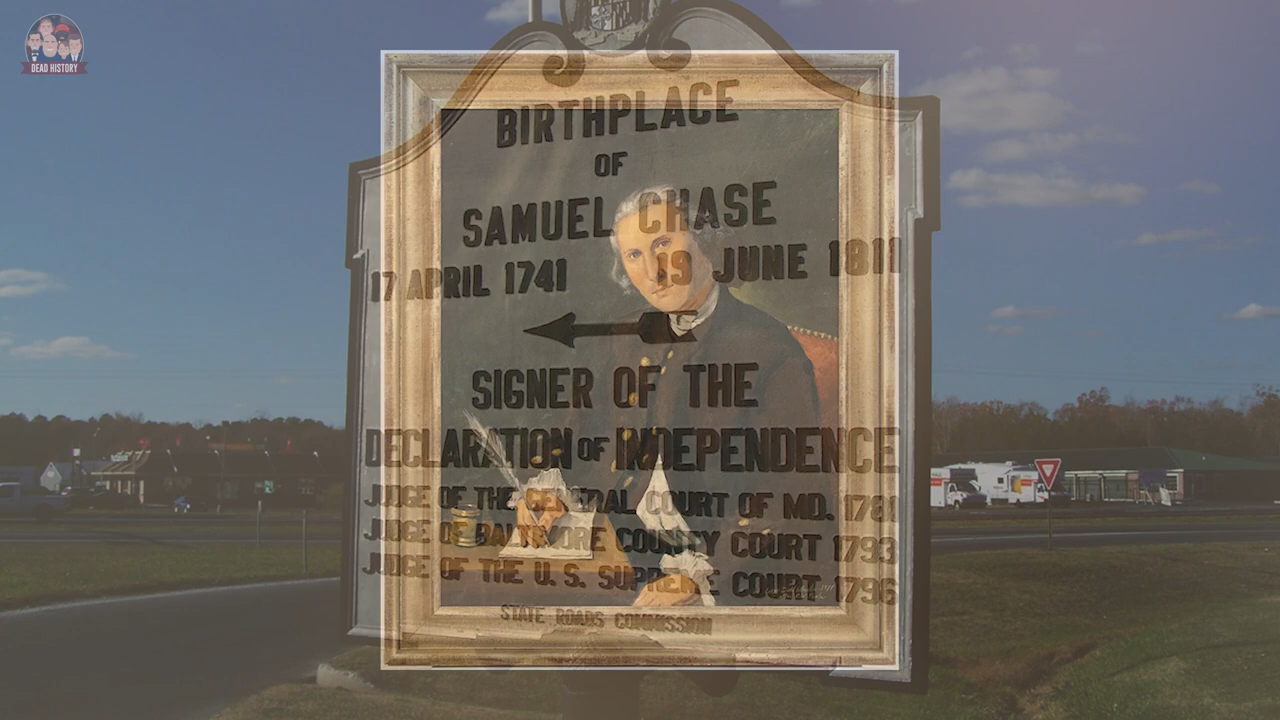 DEAD HISTORY
BIRTHPLACE
OF
SAMUEL CHASE
17 APRIL 1741 19 JUNE 1811
SIGNER OF THE
DECLARATION OF INDEPENDENCE
JUDGE OF THE GENERAL COURT OF MD. 1781
JUDGE OF BALTIMORE COUNTY COURT 1793
JUDGE OF THE U. S. SUPREME COURT 1796
STATE ROADS COMMISSION